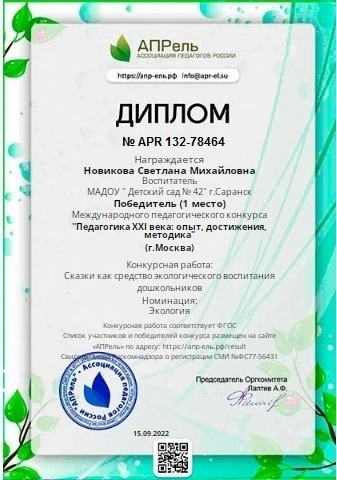 АПРель
АССОЦИАЦИЯ ПЕДАГОГОВ РОССИИ
https://апр-ель.рф info@apr-el.su
ДИПЛОМ
№ APR 132-78464
Награждается
Новикова Светлана Михайловна
Воспитатель
МАДОУ " Детский сад № 42" г.Саранск
Победитель (1 место)
Международного педагогического конкурса
"Педагогика XXI века: опыт, достижения,
методика"
(г.Москва)
Конкурсная работа:
Сказки как средство экологического воспитания
дошкольников
Номинация:
Экология
Конкурсная работа соответствует ФГОС
Список участников и победителей конкурса размещен на сайте
«АПРель» по адресу: https://апр-ель.рф/result
о регистрации СМИ №ФС77-56431
Председатель Оргкомитета
Лаптев А.Ф.
Ассоциация педагогов России АПРель
15.09.2022